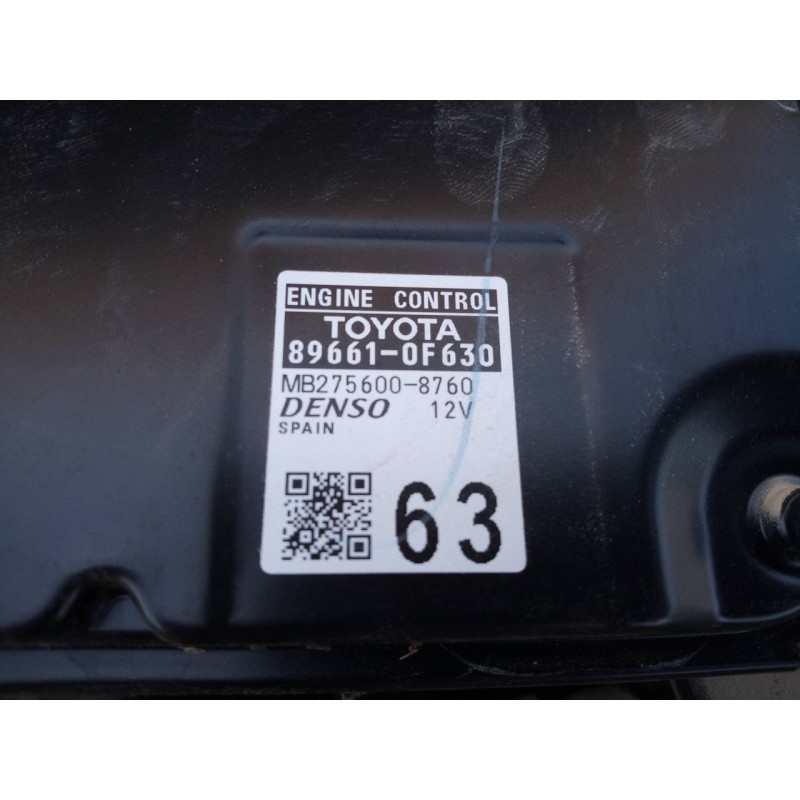 ENGINE CONTROL
TOYOTA
89661-0F630
MB275600-8760
DENSO 12V
SPAIN
63